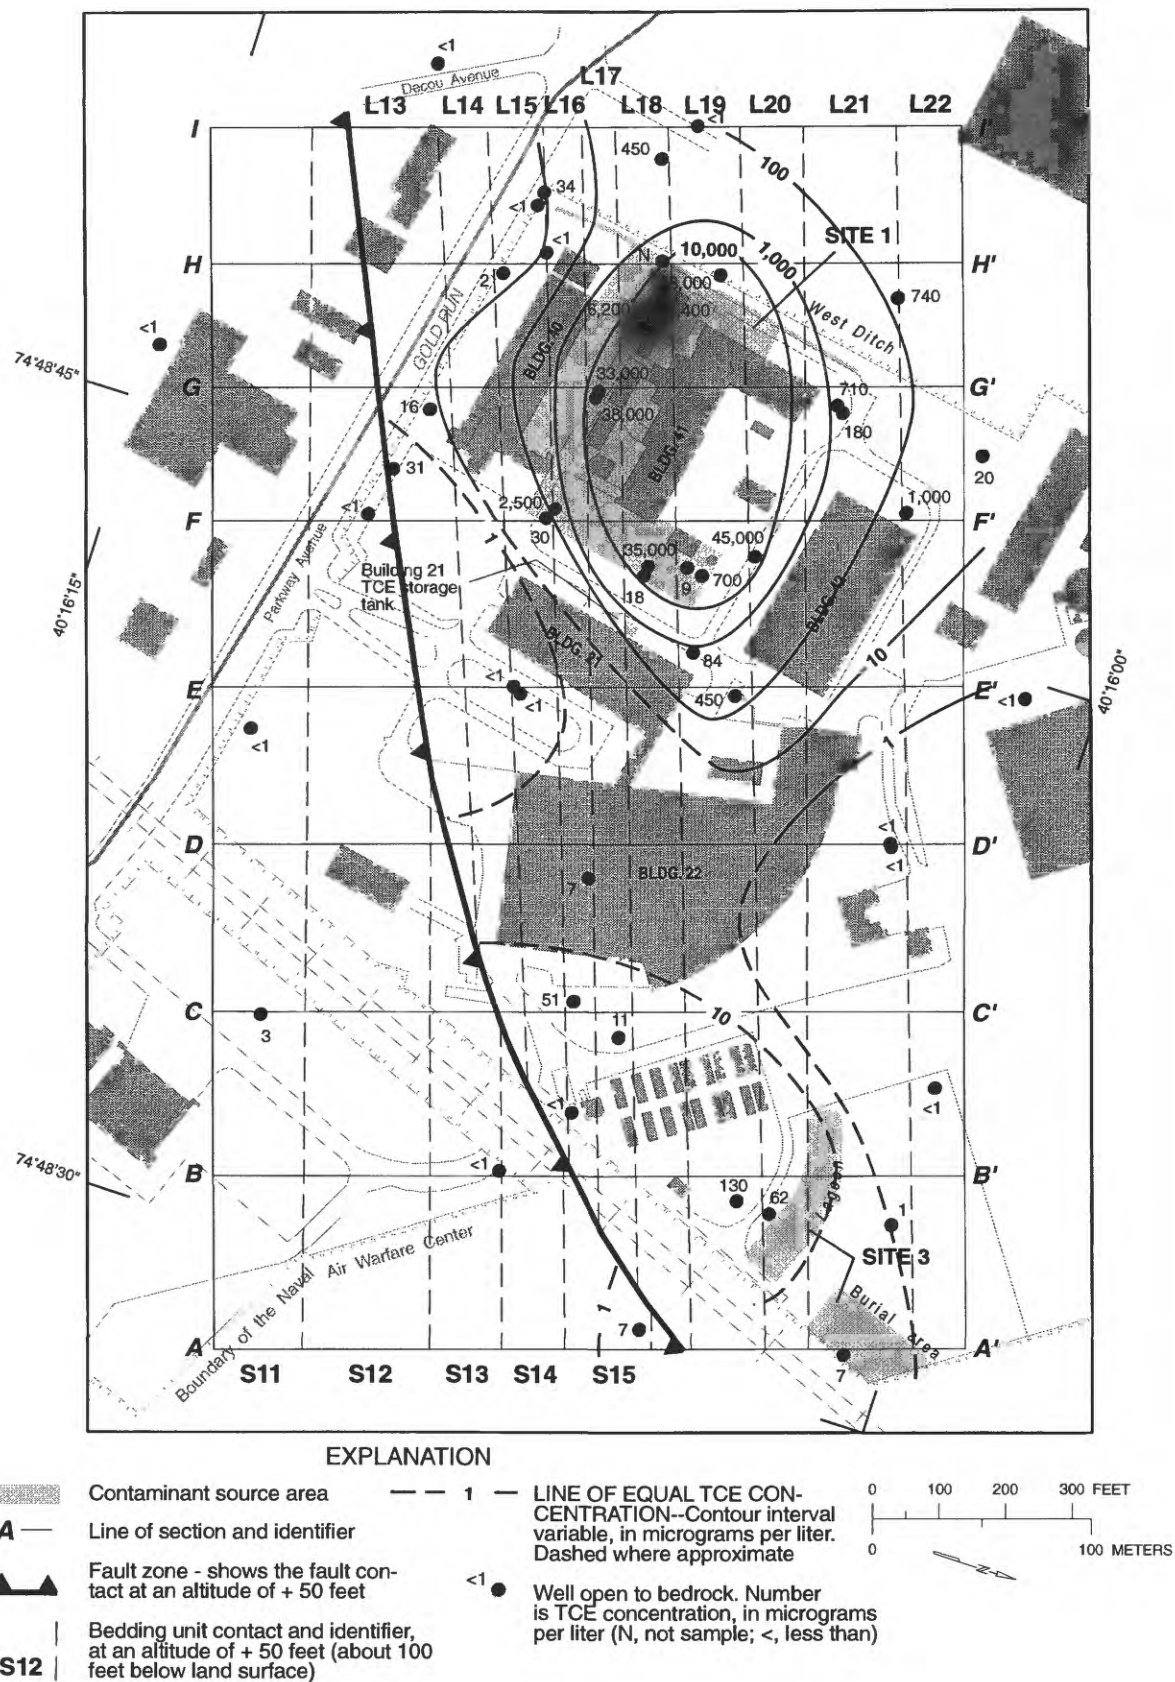 <1
Decou Avenue
L17
L13 L14 L15 L16 L18 L19 L20 L21 L22
I I'
<1
450
100
34
<1
SITE 1
<1
N 10,000 1,000
H H'
2
740
400
<1
GOLD RUN
BLDG. 40
West Ditch
74°48'45"
33,000
G G'
710
16
38,000
180
BLDG. 41
31
20
2,500
1,000
<1
F F'
30
1
45,000
35,000
Building 21
TCE storage
tank
700
9
18
Parkway Avenue
40°16'15"
BLDG. 21
84
10
E E'
<1
<1
450
<1
40°16'00"
<1
1
<1
D D'
<1
7
BLDG. 22
51
10
C C'
3
11
<1
<1
<1
74°48'30"
B B'
130
62
Lagoon
1
Boundary of the Naval Air Warfare Center
SITE 3
1
Burial area
7
A A'
7
S11 S12 S13 S14 S15
EXPLANATION
Contaminant source area
A Line of section and identifier
Fault zone - shows the fault con-
tact at an altitude of + 50 feet
S12 Bedding unit contact and identifier,
at an altitude of + 50 feet (about 100
feet below land surface)
1 LINE OF EQUAL TCE CON-
CENTRATION--Contour interval
variable, in micrograms per liter.
Dashed where approximate
<1 Well open to bedrock. Number
is TCE concentration, in micrograms
per liter (N, not sample; <, less than)
0 100 200 300 FEET
0 100 METERS
N